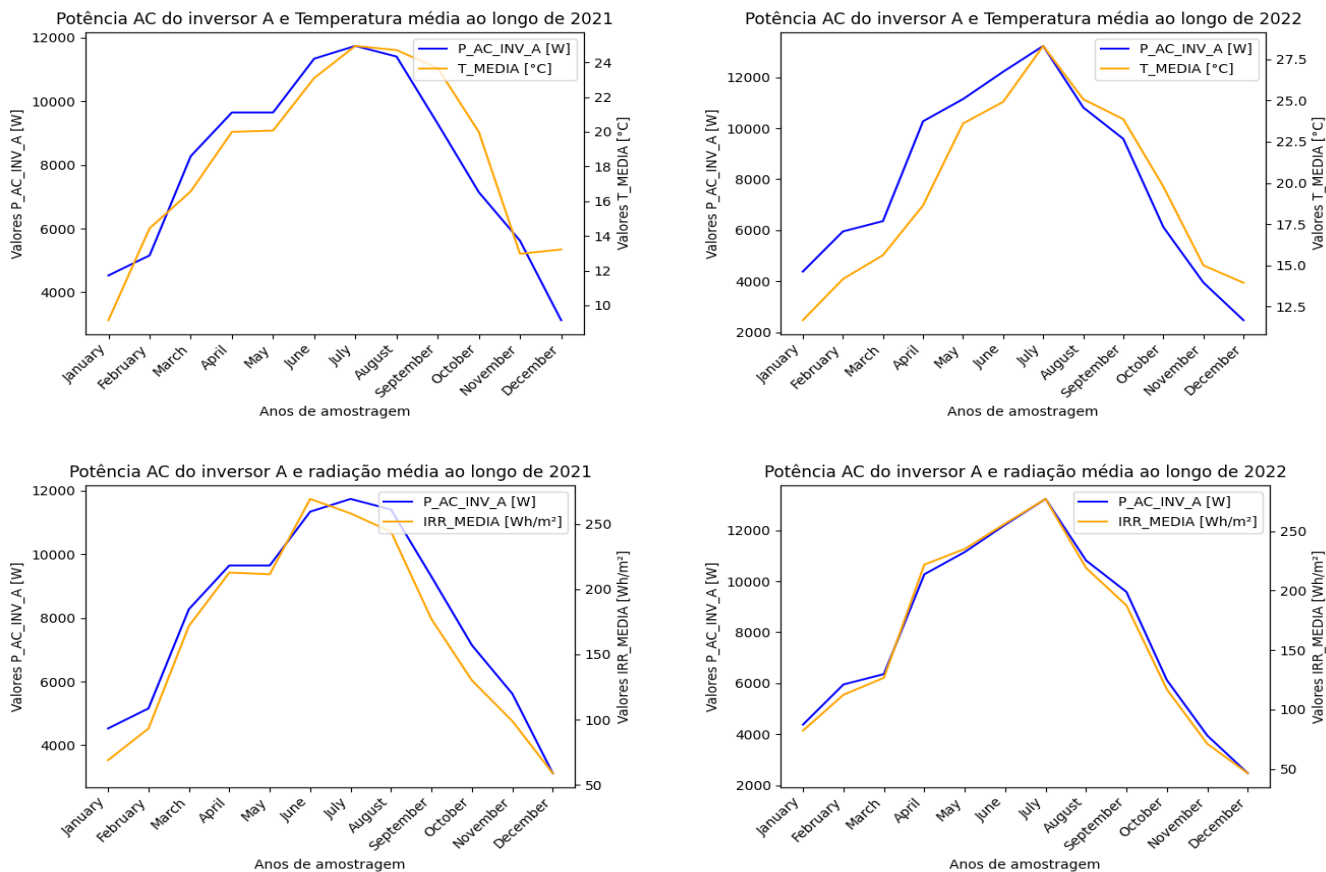 Potência AC do inversor A e Temperatura média ao longo de 2021
12000
10000
8000
6000
4000
Valores P_AC_INV_A [W]
P_AC_INV_A [W]
T_MEDIA [°C]
24
22
20
18
16
14
12
10
Valores T_MEDIA [°C]
January
February
March
April
May
June
July
August
September
October
November
December
Anos de amostragem
Potência AC do inversor A e Temperatura média ao longo de 2022
12000
10000
8000
6000
4000
2000
Valores P_AC_INV_A [W]
P_AC_INV_A [W]
T_MEDIA [°C]
27.5
25.0
22.5
20.0
17.5
15.0
12.5
Valores T_MEDIA [°C]
January
February
March
April
May
June
July
August
September
October
November
December
Anos de amostragem
Potência AC do inversor A e radiação média ao longo de 2021
12000
10000
8000
6000
4000
Valores P_AC_INV_A [W]
P_AC_INV_A [W]
IRR_MEDIA [Wh/m²]
250
200
150
100
50
Valores IRR_MEDIA [Wh/m²]
January
February
March
April
May
June
July
August
September
October
November
December
Anos de amostragem
Potência AC do inversor A e radiação média ao longo de 2022
12000
10000
8000
6000
4000
2000
Valores P_AC_INV_A [W]
P_AC_INV_A [W]
IRR_MEDIA [Wh/m²]
250
200
150
100
50
Valores IRR_MEDIA [Wh/m²]
January
February
March
April
May
June
July
August
September
October
November
December
Anos de amostragem